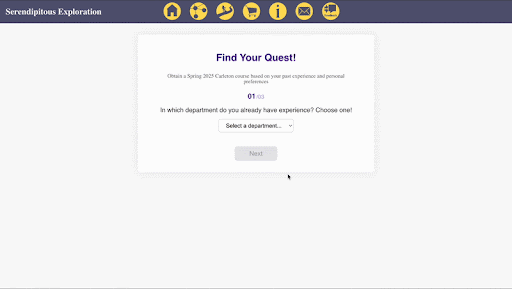 Serendipitous Exploration
Find Your Quest!
Obtain a Spring 2025 Carleton course based on your past experience and personal
preferences
01/03
In which department do you already have experience? Choose one!
Select a department...
Next